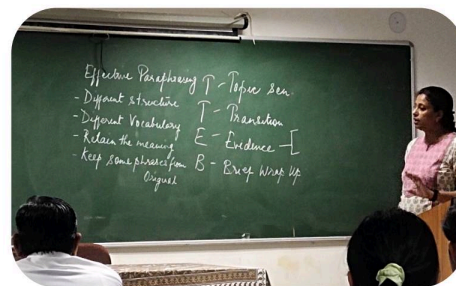 Effective Paraphrasing
- Different structure
- Different Vocabulary
- Retain the meaning
- Keep some phrases from
Original
T - Topic Sen.
T - Transition
E - Evidence - [
B - Brief Wrap Up